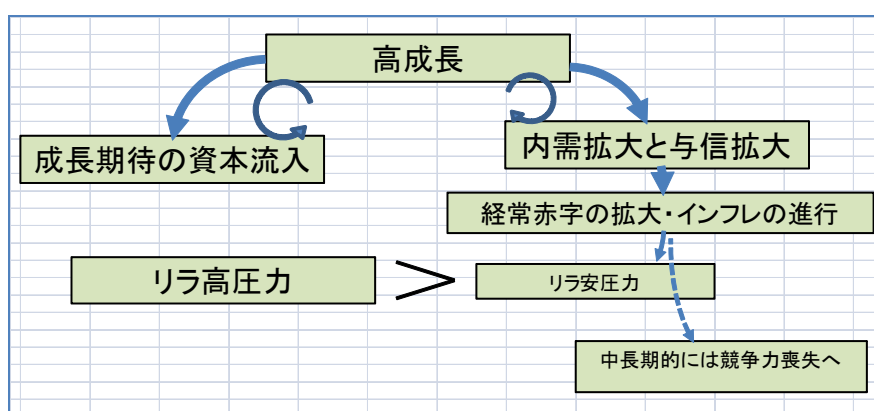 高成長
成長期待の資本流入
内需拡大と与信拡大
経常赤字の拡大・インフレの進行
リラ高圧力
>
リラ安圧力
中長期的には競争力喪失へ